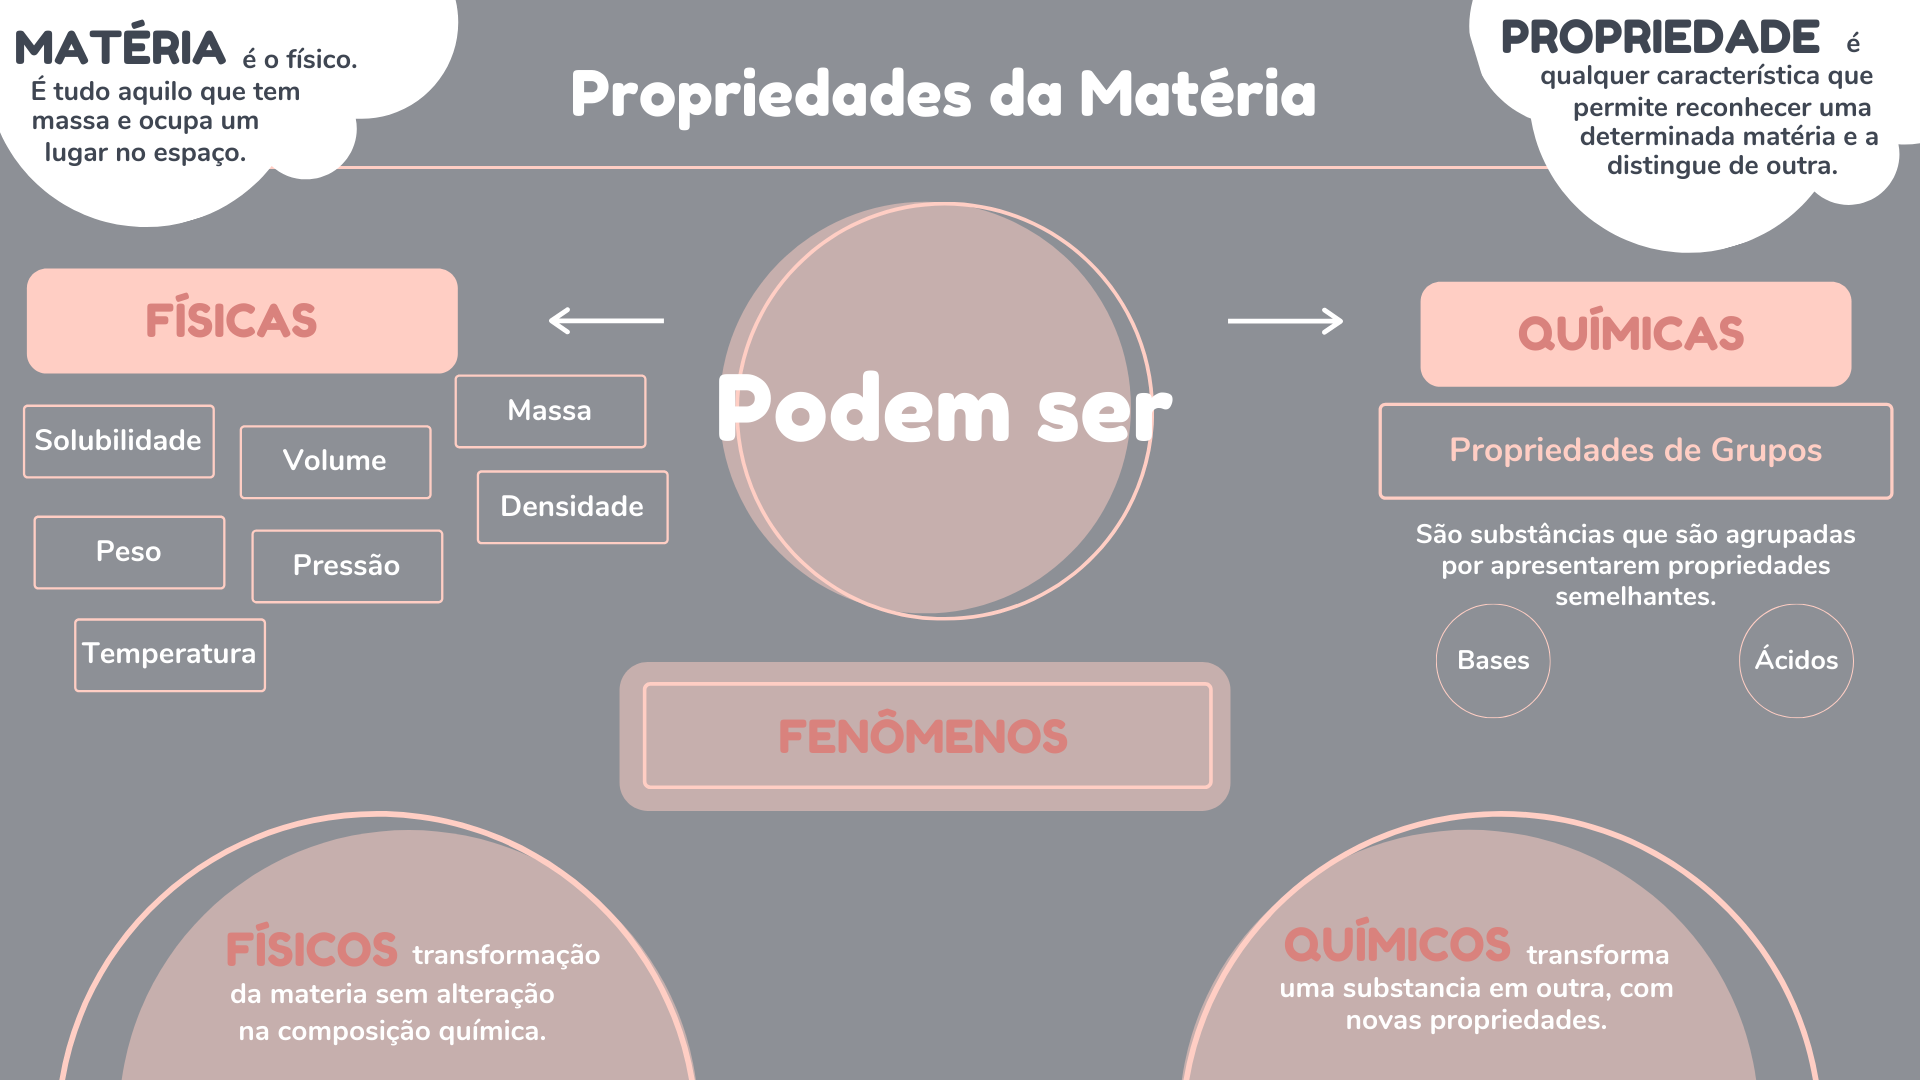 MATÉRIA é o físico.
É tudo aquilo que tem
massa e ocupa um
lugar no espaço.
Propriedades da Matéria
PROPRIEDADE é
qualquer característica que
permite reconhecer uma
determinada matéria e a
distingue de outra.
FÍSICAS
Solubilidade
Volume
Massa
Densidade
Peso
Pressão
Temperatura
Podem ser
QUÍMICAS
Propriedades de Grupos
São substâncias que são agrupadas
por apresentarem propriedades
semelhantes.
Bases
Ácidos
FENÔMENOS
FÍSICOS transformação
da materia sem alteração
na composição química.
QUÍMICOS transforma
uma substancia em outra, com
novas propriedades.